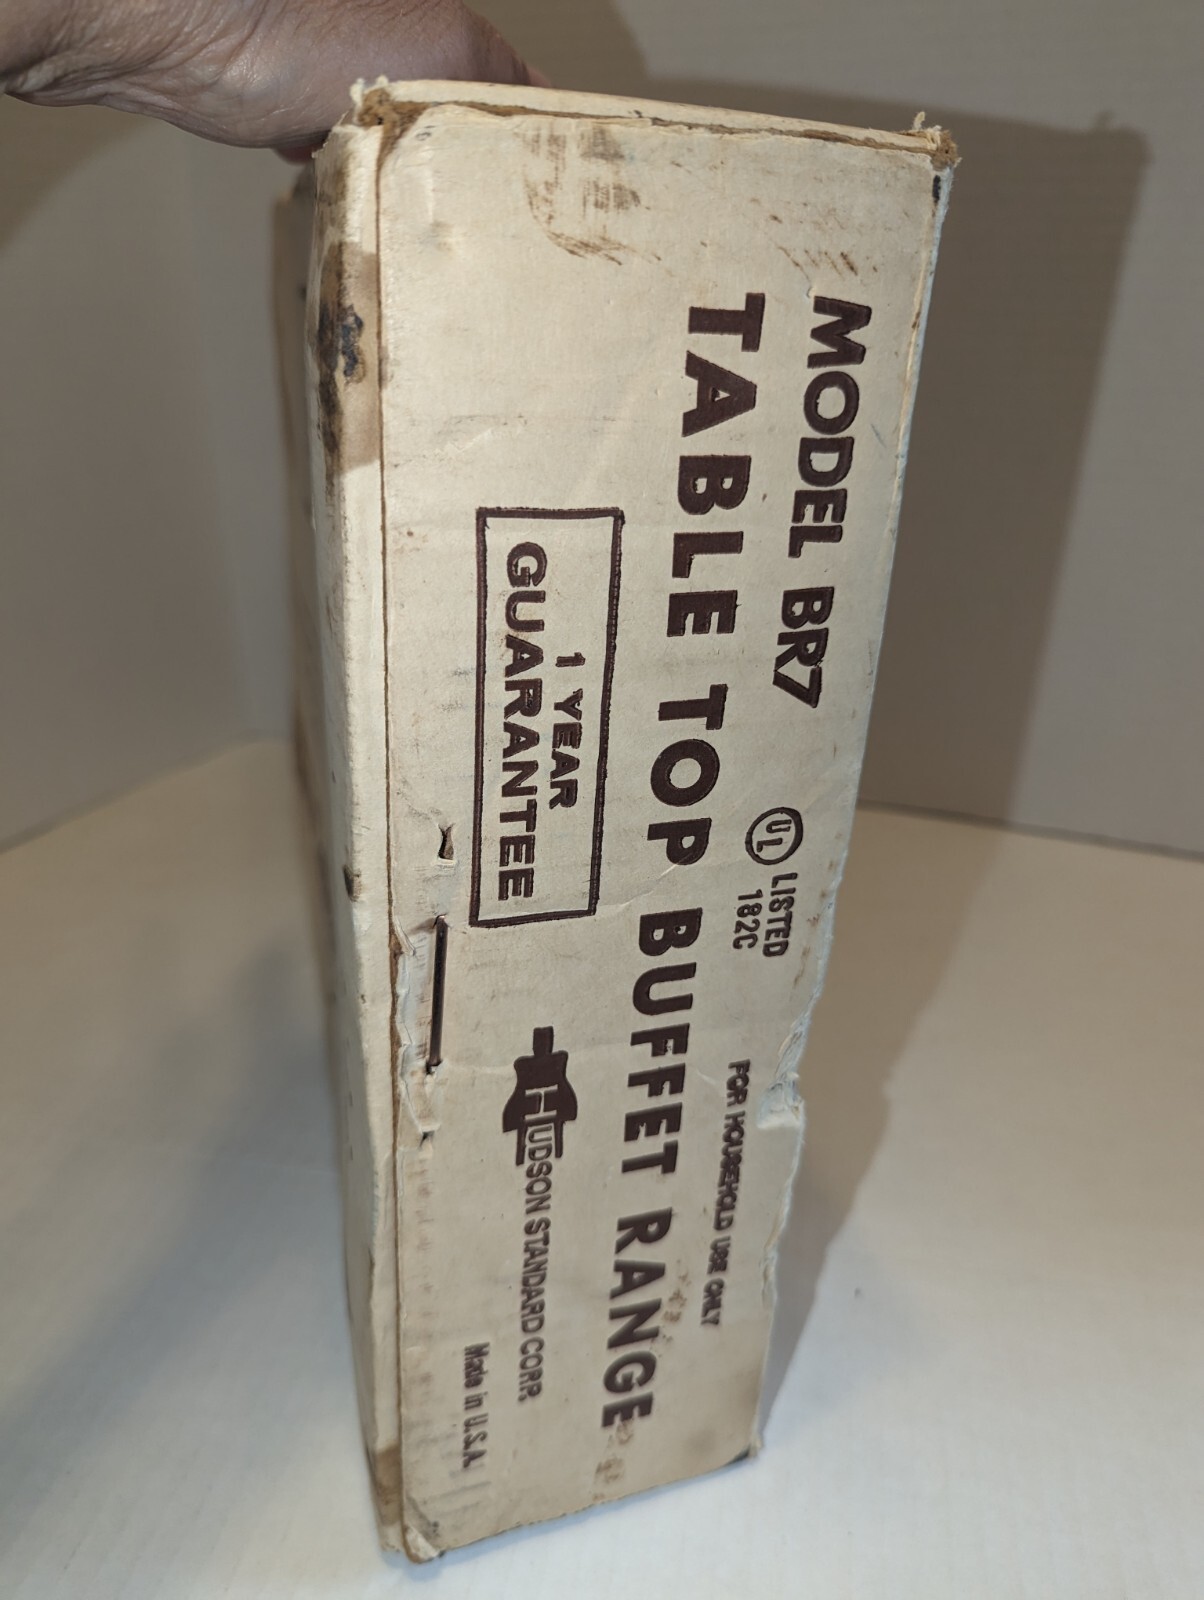 MODEL BR7
UL LISTED
182C
FOR HOUSEHOLD USE ONLY
TABLE TOP BUFFET RANGE
1 YEAR
GUARANTEE
HUDSON STANDARD CORP.
Made in U.S.A.